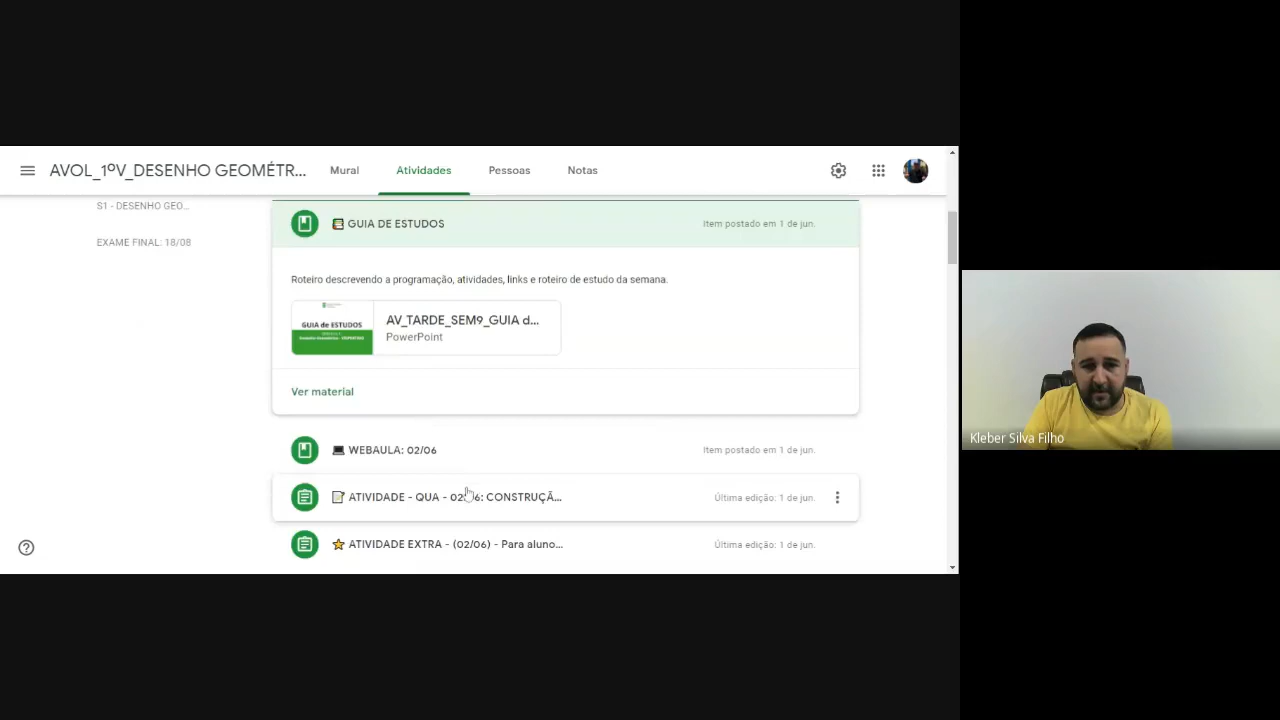 AVOL_1ºV_DESENHO GEOMÉTR...
Mural
Atividades
Pessoas
Notas
S1 - DESENHO GEO...
EXAME FINAL: 18/08
GUIA DE ESTUDOS
Item postado em 1 de jun.
Roteiro descrevendo a programação, atividades, links e roteiro de estudo da semana.
GUIA de ESTUDOS
AV_TARDE_SEM9_GUIA d...
PowerPoint
Ver material
WEBAULA: 02/06
Item postado em 1 de jun.
ATIVIDADE - QUA - 02/06: CONSTRUÇÃ...
Última edição: 1 de jun.
ATIVIDADE EXTRA - (02/06) - Para aluno...
Última edição: 1 de jun.
Kleber Silva Filho